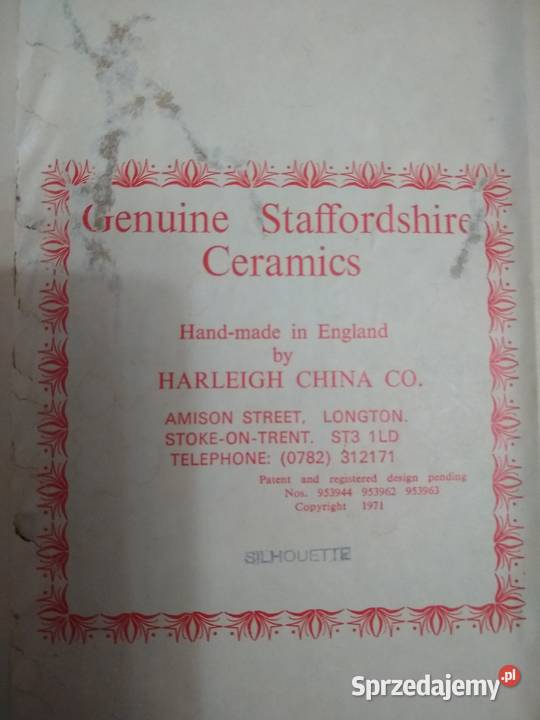 Genuine Staffordshire
Ceramics
Hand-made in England
by
HARLEIGH CHINA CO.
AMISON STREET, LONGTON.
STOKE-ON-TRENT. ST3 1LD
TELEPHONE: (0782) 312171
Patent and registered design pending
Nos. 953944 953962 953963
Copyright 1971
SILHOUETTE
Sprzedajemy.pl